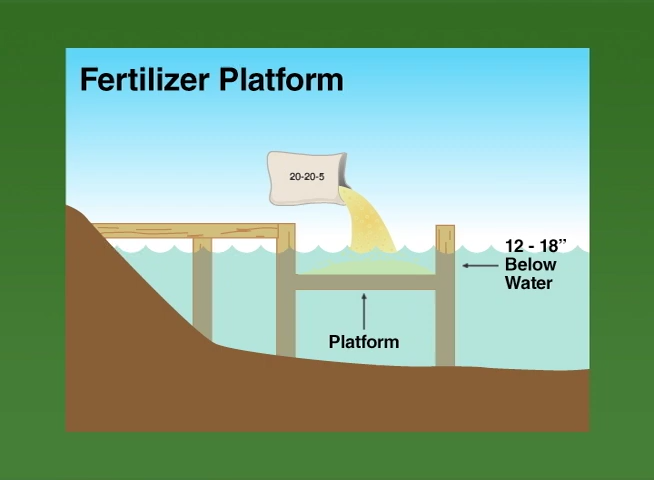 Fertilizer Platform
20-20-5
12 - 18”
Below
Water
Platform